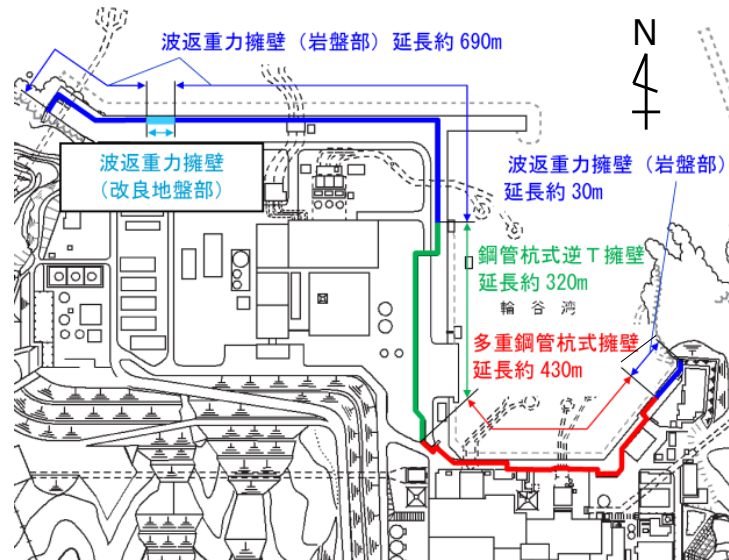 波返重力擁壁（岩盤部）延長約 690m
N
波返重力擁壁
（改良地盤部）
波返重力擁壁（岩盤部）
延長約 30m
鋼管杭式逆Ｔ擁壁
延長約 320m
輪谷湾
多重鋼管杭式擁壁
延長約 430m